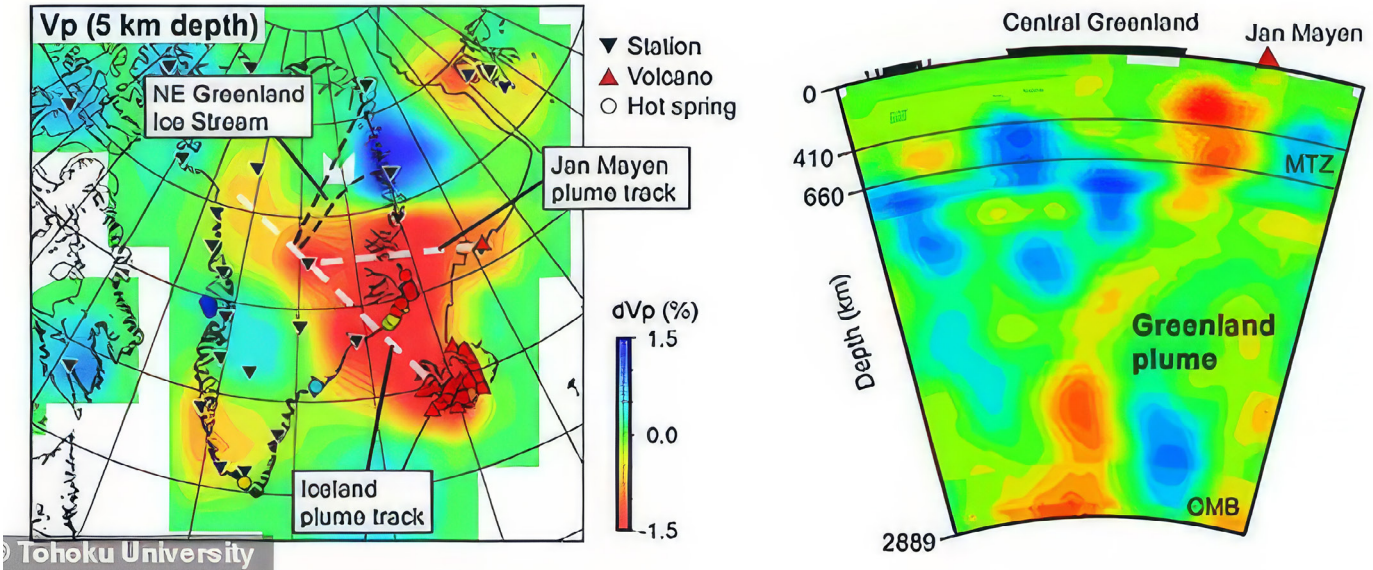 Vp (5 km depth)
NE Greenland
Ice Stream
Station
Volcano
Hot spring
Jan Mayen
plume track
dVp (%)
1.5
0.0
-1.5
Iceland
plume track
© Tohoku University
Central Greenland
Jan Mayen
0
410
660
MTZ
Depth (km)
Greenland
plume
CMB
2889